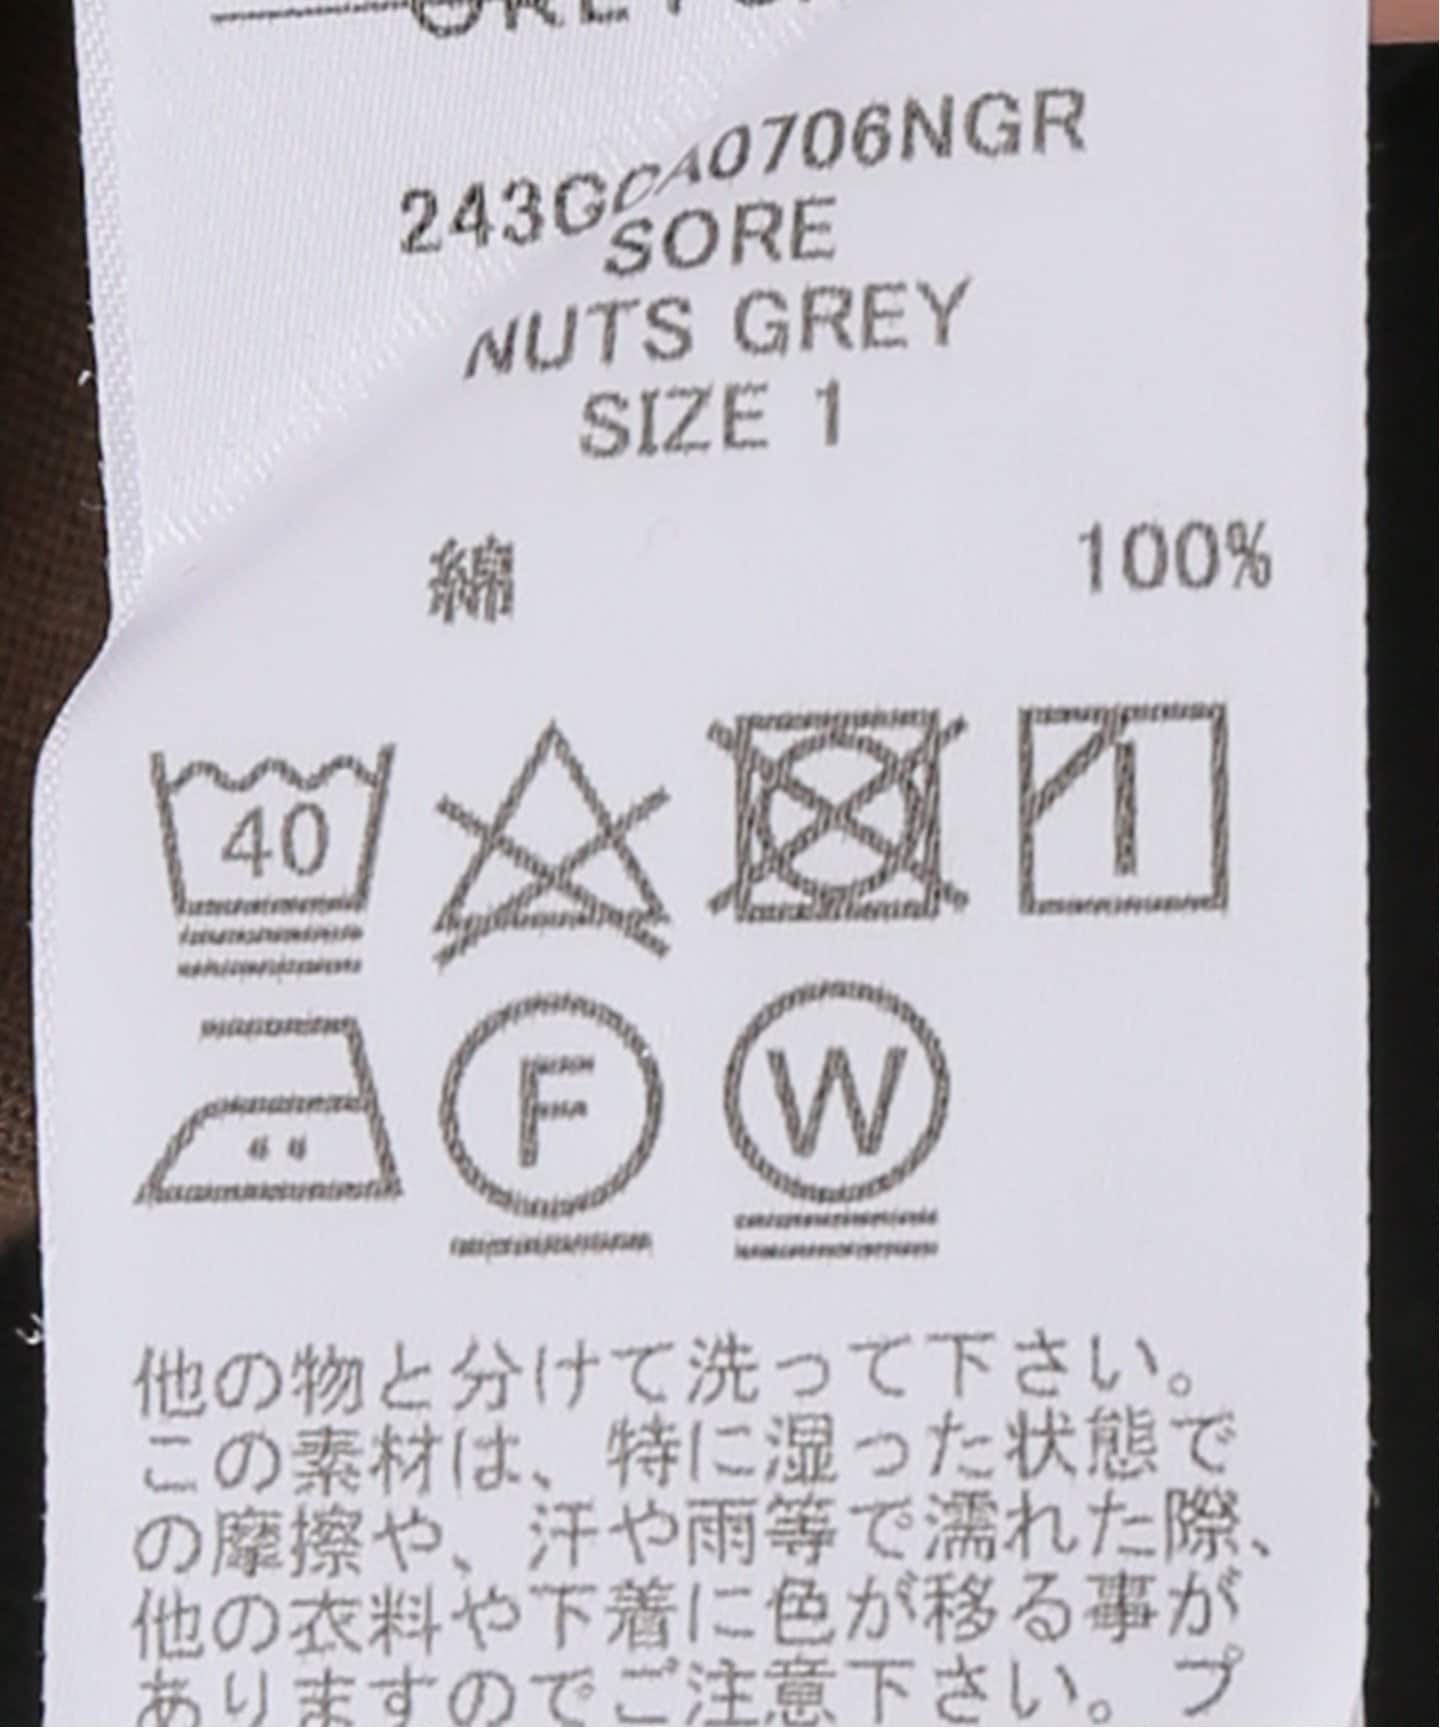 243GCA0706NGR
SORE
NUTS GREY
SIZE 1
綿 100%
40
F W
他の物と分けて洗って下さい。
この素材は、特に湿った状態で
の摩擦や、汗や雨等で濡れた際、
他の衣料や下着に色が移る事が
ありますのでご注意下さい。プ